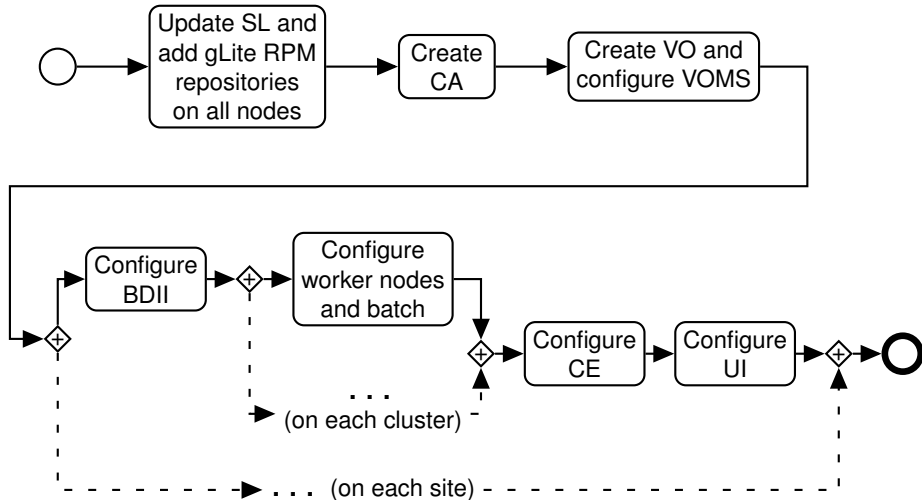 Update SL and
add gLite RPM
repositories
on all nodes
Create
CA
Create VO and
configure VOMS
Configure
BDII
Configure
worker nodes
and batch
Configure
CE
Configure
UI
. . .
(on each cluster)
. . . (on each site)